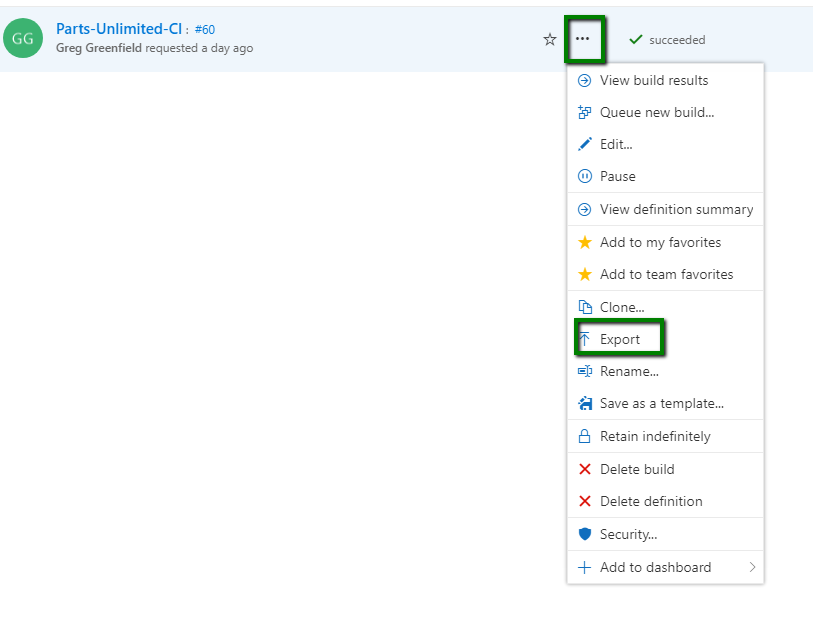 GG
Parts-Unlimited-CI : #60
Greg Greenfield requested a day ago
succeeded
View build results
Queue new build...
Edit...
Pause
View definition summary
Add to my favorites
Add to team favorites
Clone...
Export
Rename...
Save as a template...
Retain indefinitely
Delete build
Delete definition
Security...
Add to dashboard